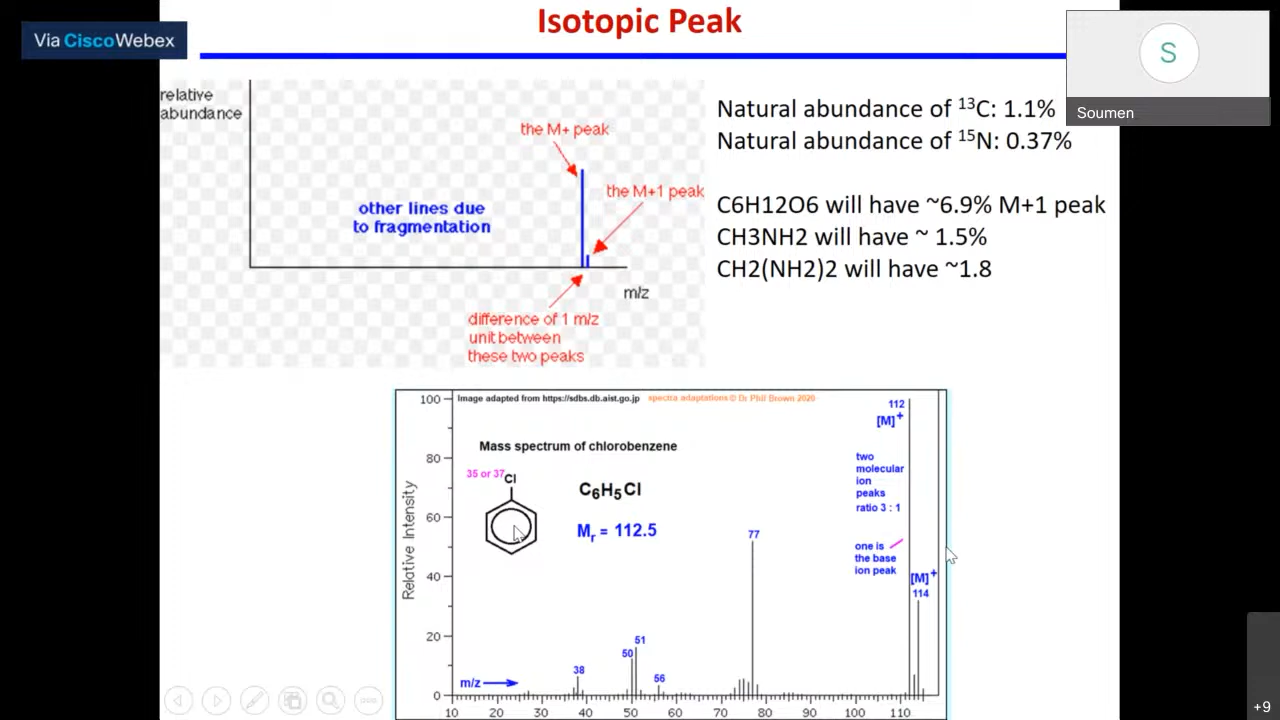 Isotopic Peak
Via CiscoWebex
S
Soumen
relative
abundance
the M+ peak
the M+1 peak
other lines due
to fragmentation
m/z
difference of 1 m/z
unit between
these two peaks
Natural abundance of ¹³C: 1.1%
Natural abundance of ¹⁵N: 0.37%
C6H12O6 will have ~6.9% M+1 peak
CH3NH2 will have ~ 1.5%
CH2(NH2)2 will have ~1.8
Image adapted from https://sdbs.db.aist.go.jp spectra adaptations © Dr Phil Brown 2020
Mass spectrum of chlorobenzene
35 or 37
Cl
C₆H₅Cl
Mᵣ = 112.5
Relative Intensity
100
80
60
40
20
0
112
[M]⁺
two
molecular
ion
peaks
ratio 3 : 1
one is
the base
ion peak
[M]⁺
114
77
51
50
38
56
m/z
10 20 30 40 50 60 70 80 90 100 110
+9